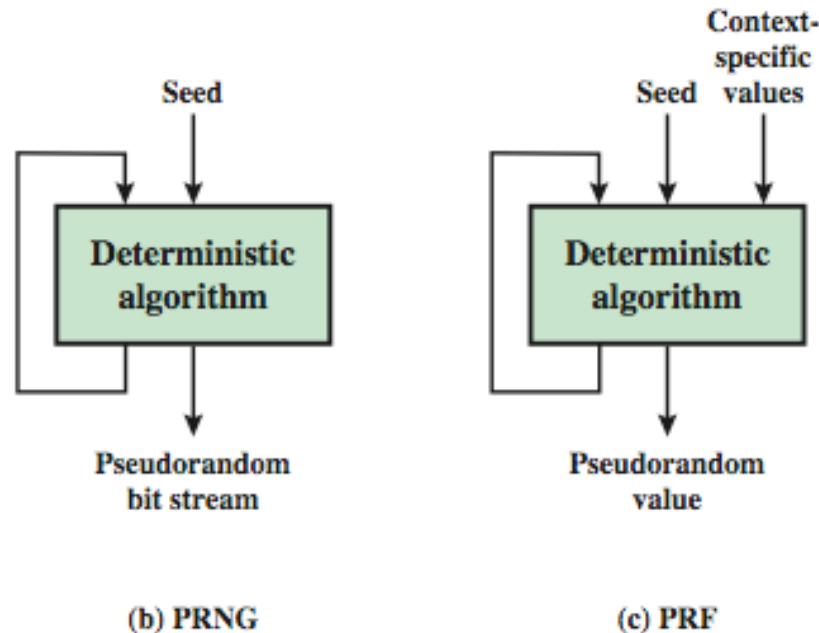 Seed
Deterministic
algorithm
Pseudorandom
bit stream
(b) PRNG
Context-
specific
values
Seed
Deterministic
algorithm
Pseudorandom
value
(c) PRF